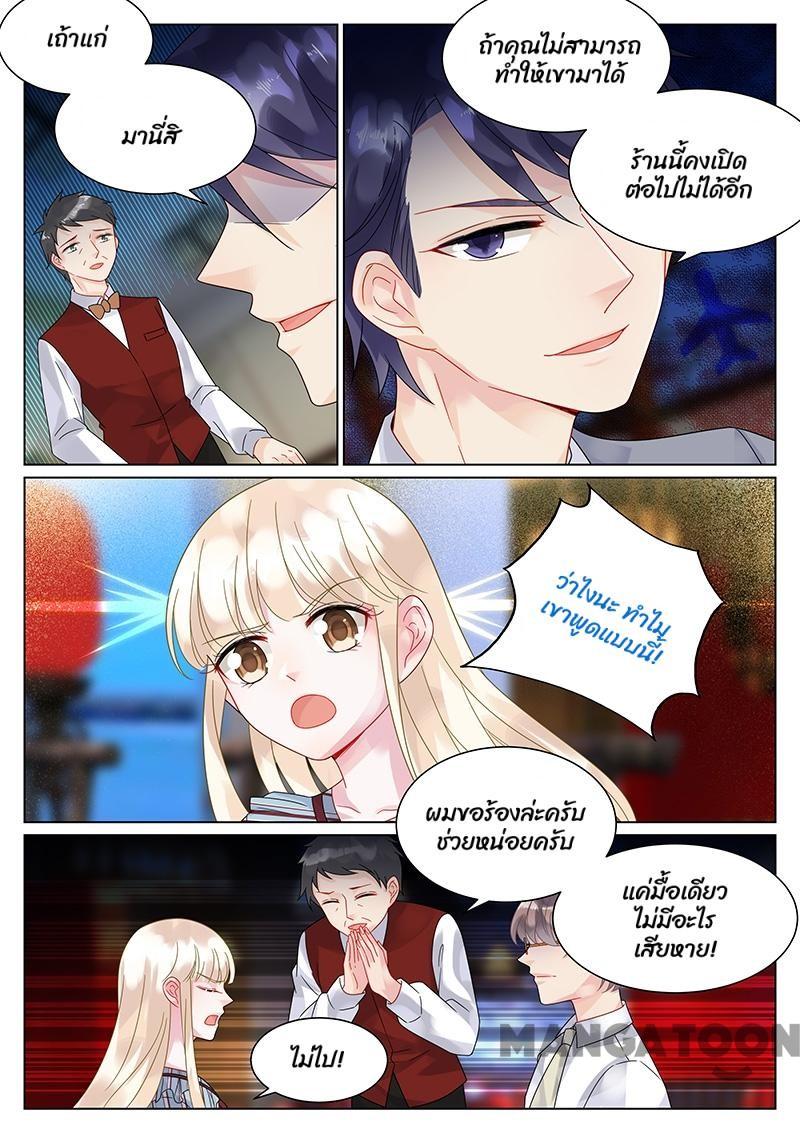 เถ้าแก่
มานี่สิ
ถ้าคุณไม่สามารถ
ทำให้เขามาได้
ร้านนี้คงเปิด
ต่อไปไม่ได้อีก
ว่าไงนะ ทำไม
เขาพูดแบบนี้!
ผมขอร้องล่ะครับ
ช่วยหน่อยครับ
แค่มื้อเดียว
ไม่มีอะไร
เสียหาย!
ไม่ไป!
MANGATOON